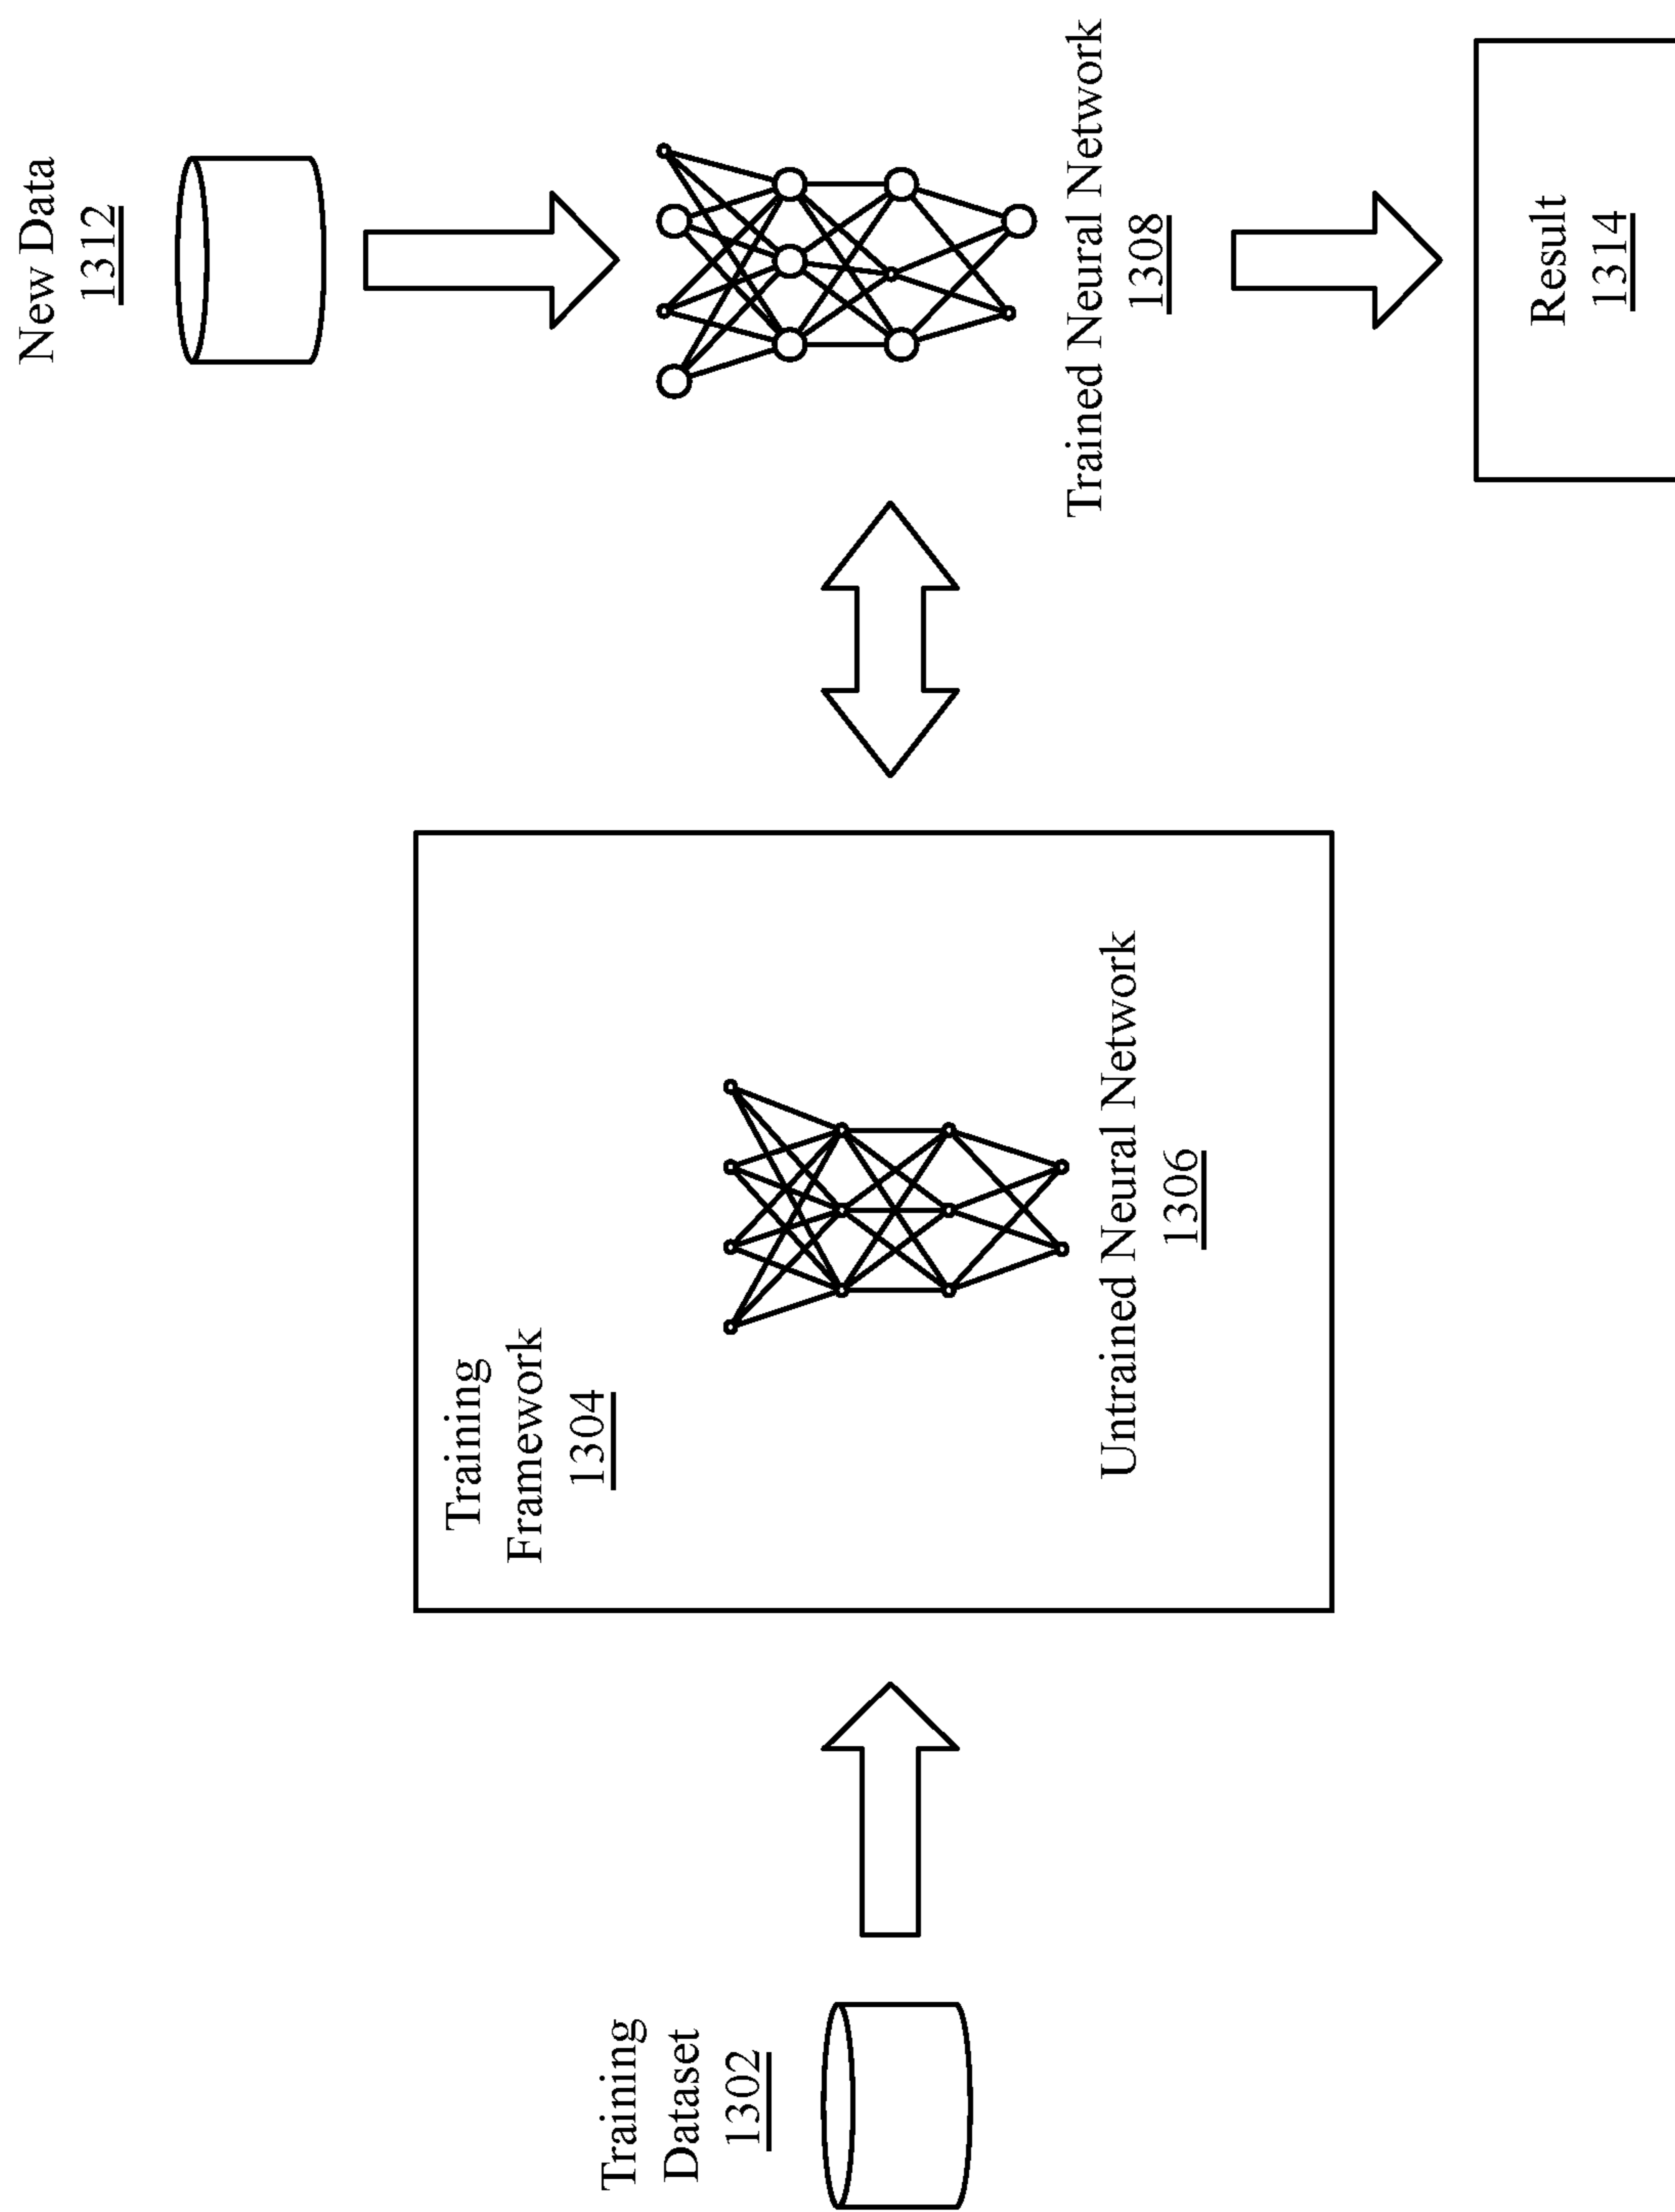 Training
Dataset
1302
Training
Framework
1304
Untrained Neural Network
1306
New Data
1312
Trained Neural Network
1308
Result
1314